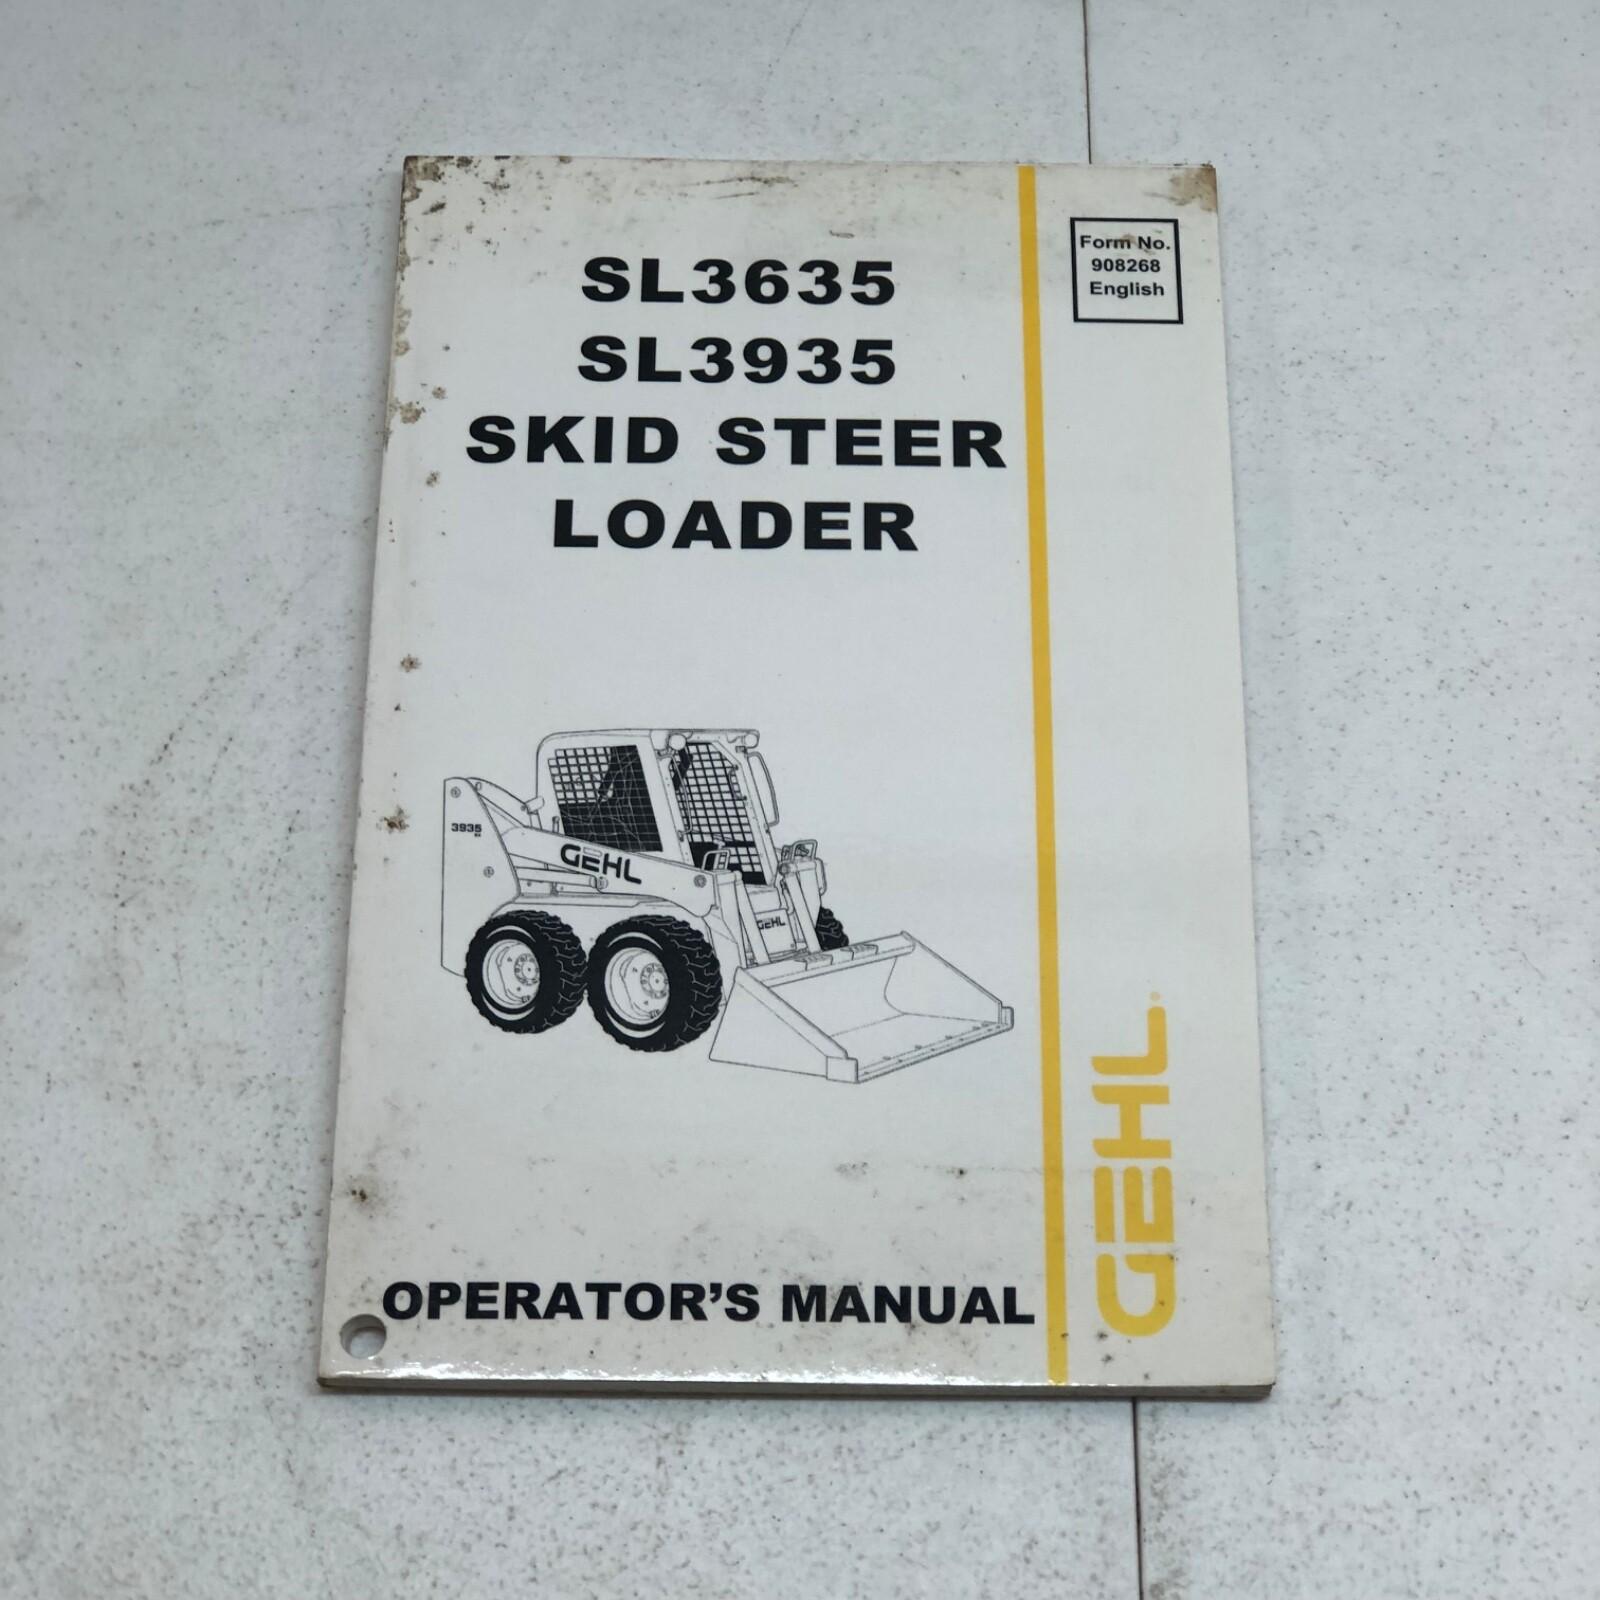 SL3635
SL3935
SKID STEER
LOADER
Form No.
908268
English
3935
GEHL
GEHL
OPERATOR'S MANUAL
GEHL